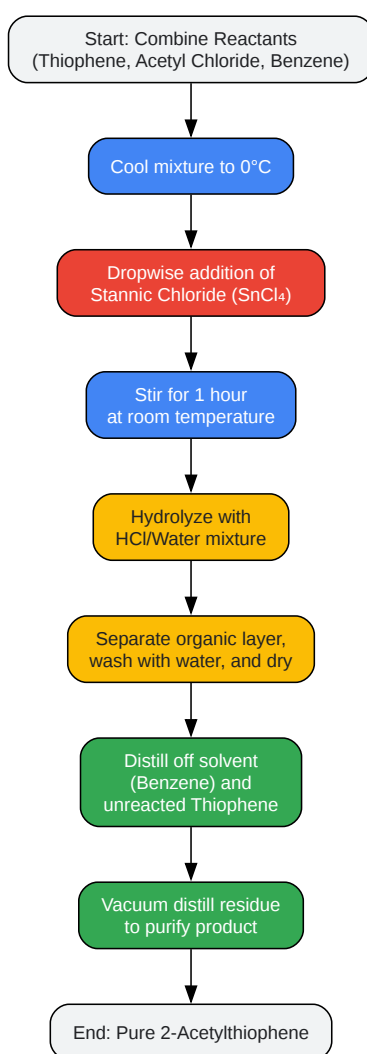 Start: Combine Reactants
(Thiophene, Acetyl Chloride, Benzene)
Cool mixture to 0°C
Dropwise addition of
Stannic Chloride (SnCl₄)
Stir for 1 hour
at room temperature
Hydrolyze with
HCl/Water mixture
Separate organic layer,
wash with water, and dry
Distill off solvent
(Benzene) and
unreacted Thiophene
Vacuum distill residue
to purify product
End: Pure 2-Acetylthiophene